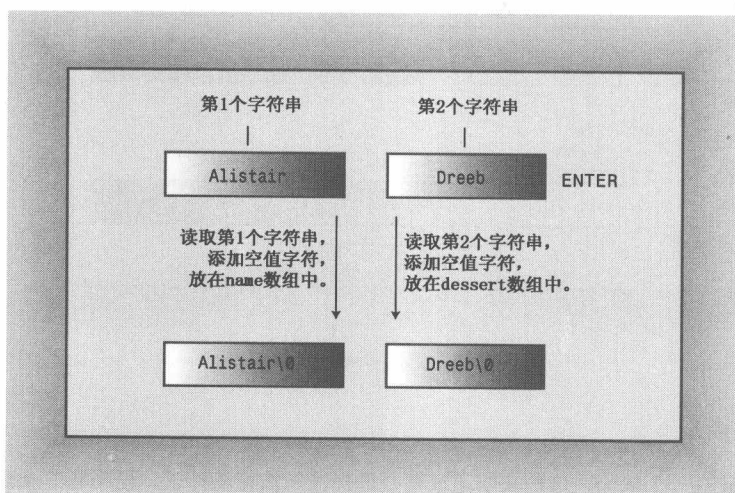 第1个字符串
第2个字符串
Alistair
Dreeb
ENTER
读取第1个字符串，
添加空值字符，
放在name数组中。
读取第2个字符串，
添加空值字符，
放在dessert数组中。
Alistair\0
Dreeb\0